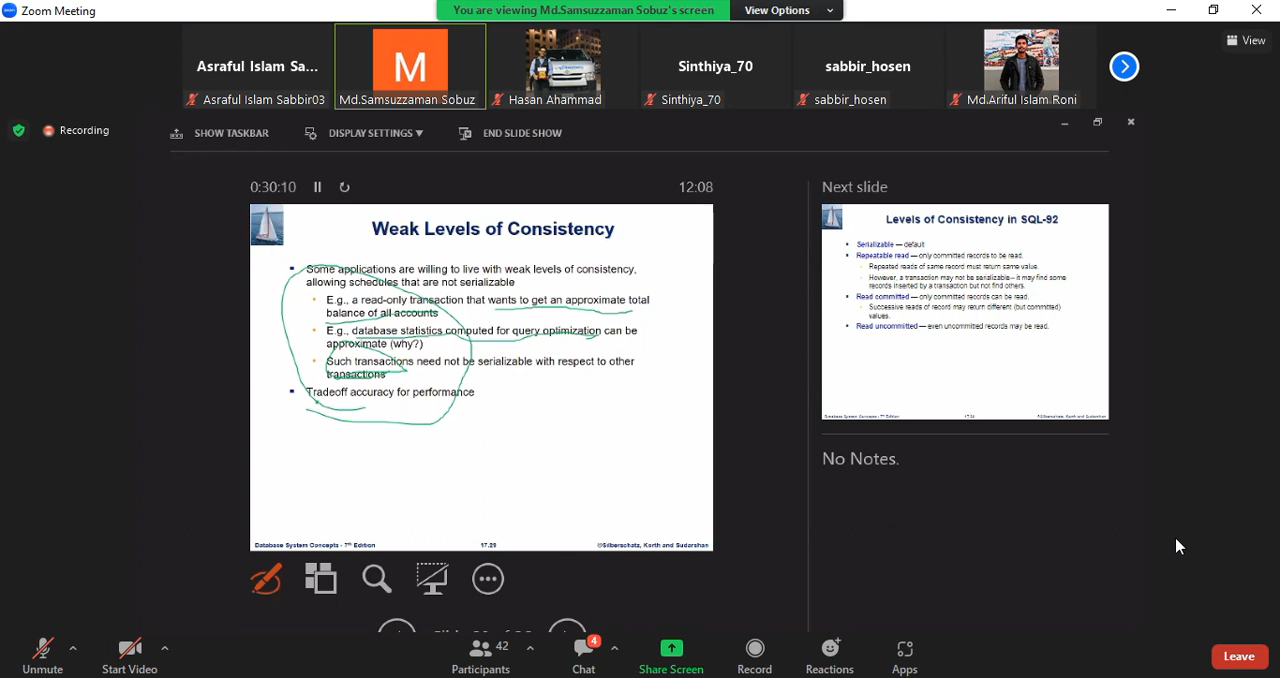 Zoom Meeting
You are viewing Md.Samsuzzaman Sobuz's screen
View Options
View
Asraful Islam Sa...
M
Sinthiya_70
sabbir_hosen
Asraful Islam Sabbir03
Md.Samsuzzaman Sobuz
Hasan Ahammad
Sinthiya_70
sabbir_hosen
Md.Ariful Islam Roni
Recording
SHOW TASKBAR
DISPLAY SETTINGS
END SLIDE SHOW
0:30:10
12:08
Weak Levels of Consistency
Some applications are willing to live with weak levels of consistency,
allowing schedules that are not serializable
E.g., a read-only transaction that wants to get an approximate total
balance of all accounts
E.g., database statistics computed for query optimization can be
approximate (why?)
Such transactions need not be serializable with respect to other
transactions
Tradeoff accuracy for performance
Database System Concepts - 7th Edition
17.29
©Silberschatz, Korth and Sudarshan
Next slide
Levels of Consistency in SQL-92
Serializable — default
Repeatable read — only committed records to be read.
Repeated reads of same record must return same value.
However, a transaction may not be serializable – it may find some
records inserted by a transaction but not find others.
Read committed — only committed records can be read.
Successive reads of record may return different (but committed)
values.
Read uncommitted — even uncommitted records may be read.
Database System Concepts - 7th Edition
©Silberschatz, Korth and Sudarshan
No Notes.
Unmute
Start Video
Participants
42
Chat
4
Share Screen
Record
Reactions
Apps
Leave